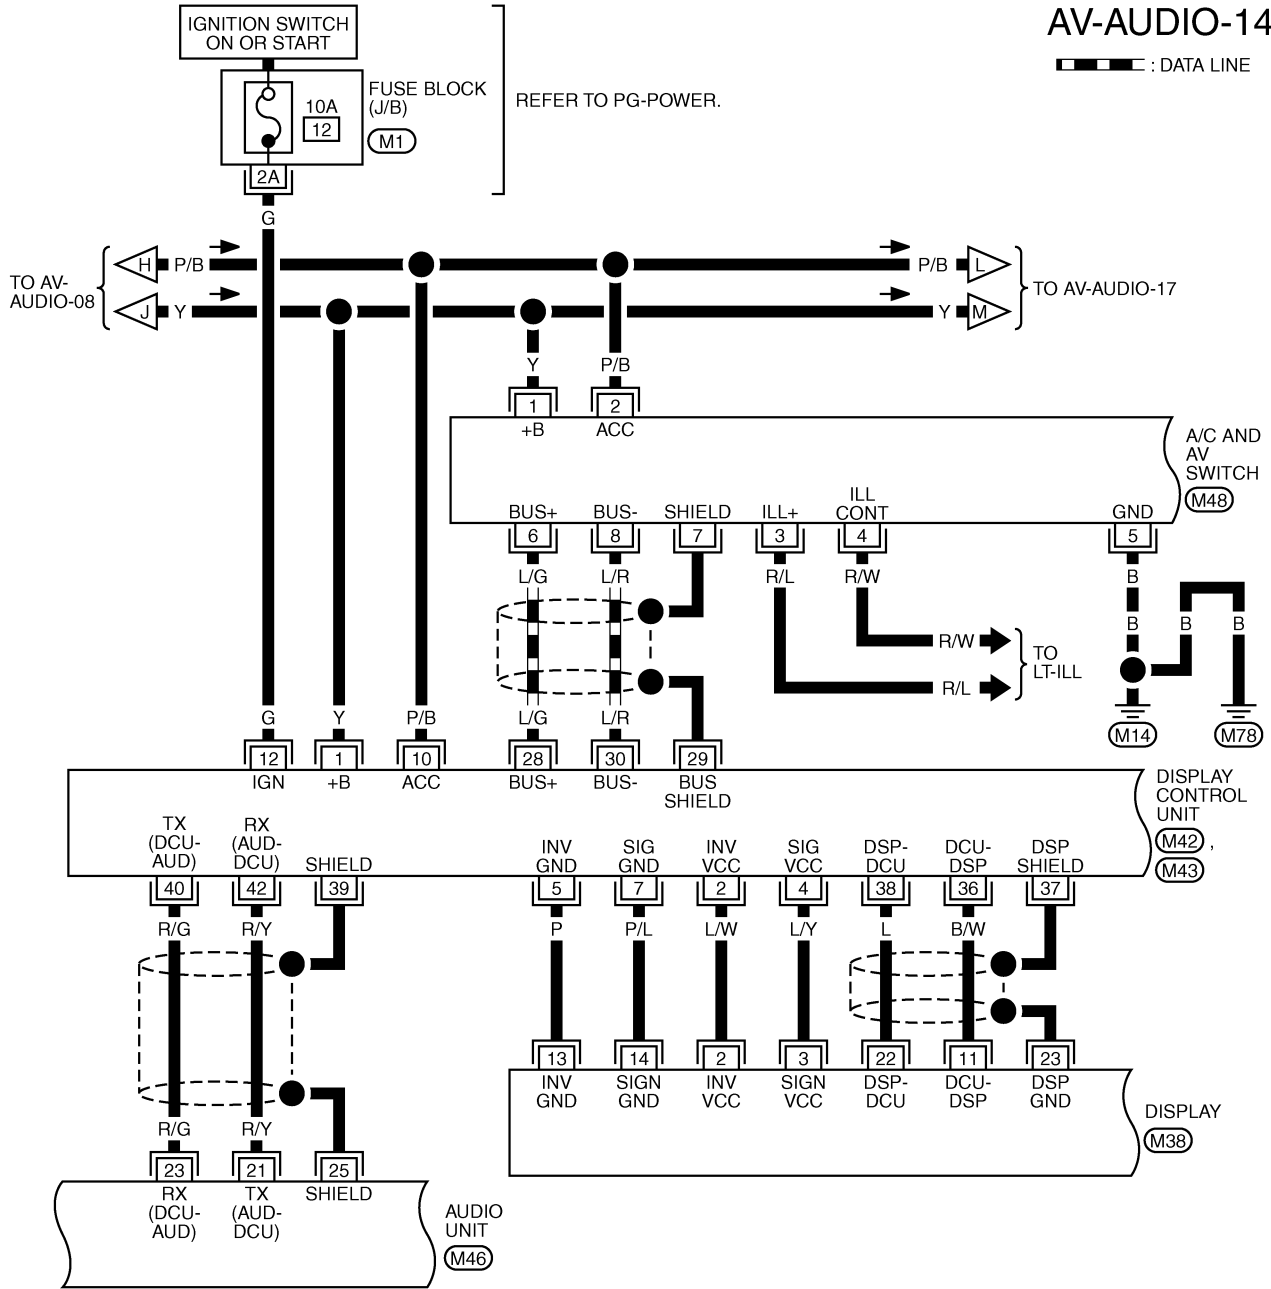 AV-AUDIO-14
: DATA LINE
IGNITION SWITCH
ON OR START
FUSE BLOCK
(J/B)
10A
12
M1
REFER TO PG-POWER.
2A
G
TO AV-
AUDIO-08
H
P/B
P/B
L
J
Y
Y
M
TO AV-AUDIO-17
Y
P/B
1
2
+B
ACC
A/C AND
AV
SWITCH
M48
BUS+
BUS-
SHIELD
ILL+
ILL
CONT
GND
6
8
7
3
4
5
L/G
L/R
R/L
R/W
B
B
B
B
R/W
R/L
TO
LT-ILL
M14
M78
G
Y
P/B
L/G
L/R
12
1
10
28
30
29
IGN
+B
ACC
BUS+
BUS-
BUS
SHIELD
DISPLAY
CONTROL
UNIT
M42 ,
M43
TX
(DCU-
AUD)
RX
(AUD-
DCU)
SHIELD
INV
GND
SIG
GND
INV
VCC
SIG
VCC
DSP-
DCU
DCU-
DSP
DSP
SHIELD
40
42
39
5
7
2
4
38
36
37
R/G
R/Y
P
P/L
L/W
L/Y
L
B/W
13
14
2
3
22
11
23
INV
GND
SIGN
GND
INV
VCC
SIGN
VCC
DSP-
DCU
DCU-
DSP
DSP
GND
DISPLAY
M38
R/G
R/Y
23
21
25
RX
(DCU-
AUD)
TX
(AUD-
DCU)
SHIELD
AUDIO
UNIT
M46